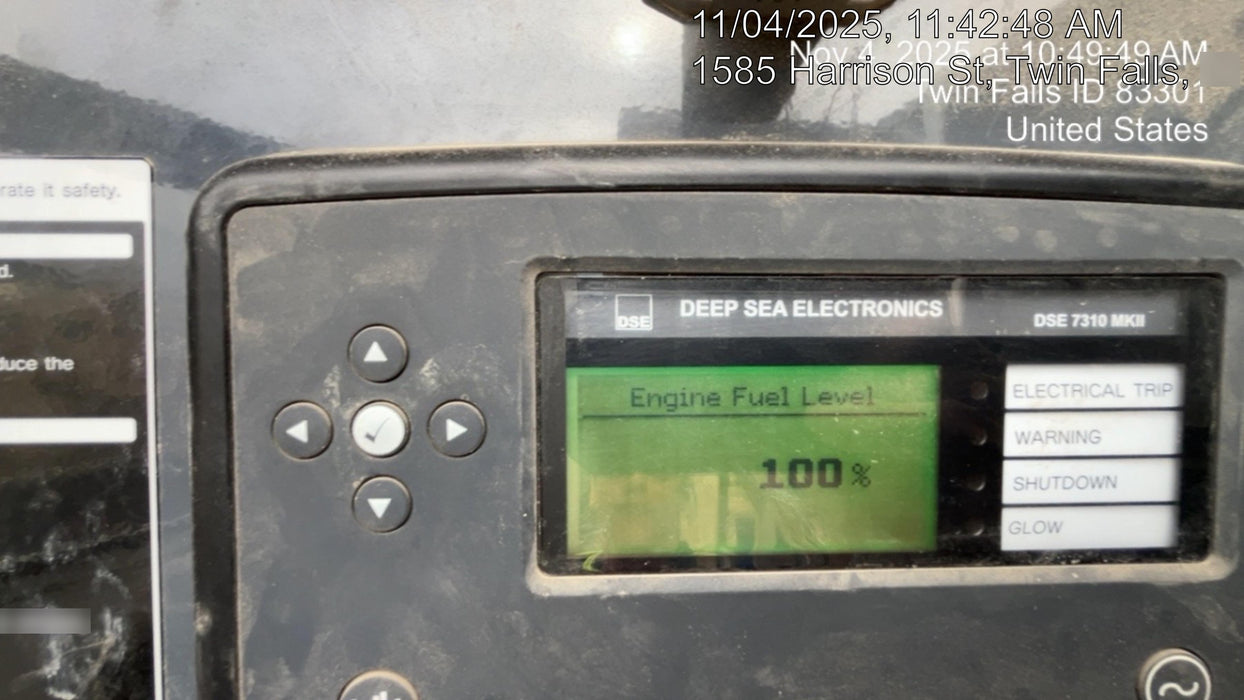 11/04/2025, 11:42:48 AM
Nov 4, 2025 at 10:49:49 AM
1585 Harrison St, Twin Falls,
Twin Falls ID 83301
United States
rate it safety.
d.
duce the
DSE
DEEP SEA ELECTRONICS
DSE 7310 MKII
Engine Fuel Level
100 %
ELECTRICAL TRIP
WARNING
SHUTDOWN
GLOW